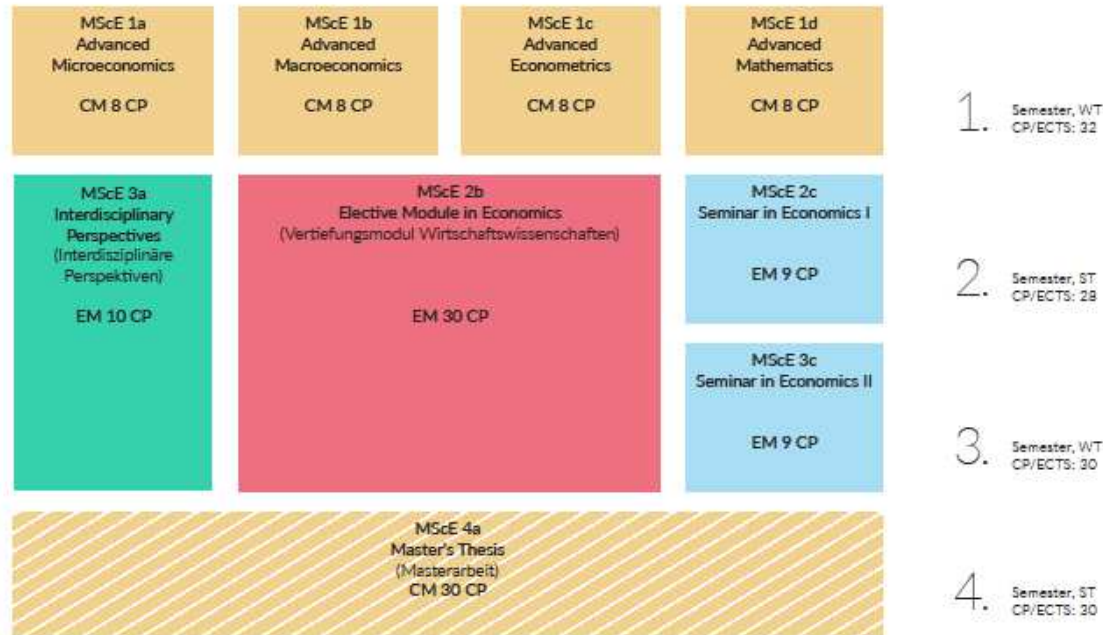 MScE 1a
Advanced
Microeconomics
CM 8 CP
MScE 1b
Advanced
Macroeconomics
CM 8 CP
MScE 1c
Advanced
Econometrics
CM 8 CP
MScE 1d
Advanced
Mathematics
CM 8 CP
1. Semester, WT
CP/ECTS: 32
MScE 3a
Interdisciplinary
Perspectives
(Interdisziplinäre
Perspektiven)
EM 10 CP
MScE 2b
Elective Module in Economics
(Vertiefungsmodul Wirtschaftswissenschaften)
EM 30 CP
MScE 2c
Seminar in Economics I
EM 9 CP
2. Semester, ST
CP/ECTS: 28
MScE 3c
Seminar in Economics II
EM 9 CP
3. Semester, WT
CP/ECTS: 30
MScE 4a
Master's Thesis
(Masterarbeit)
CM 30 CP
4. Semester, ST
CP/ECTS: 30